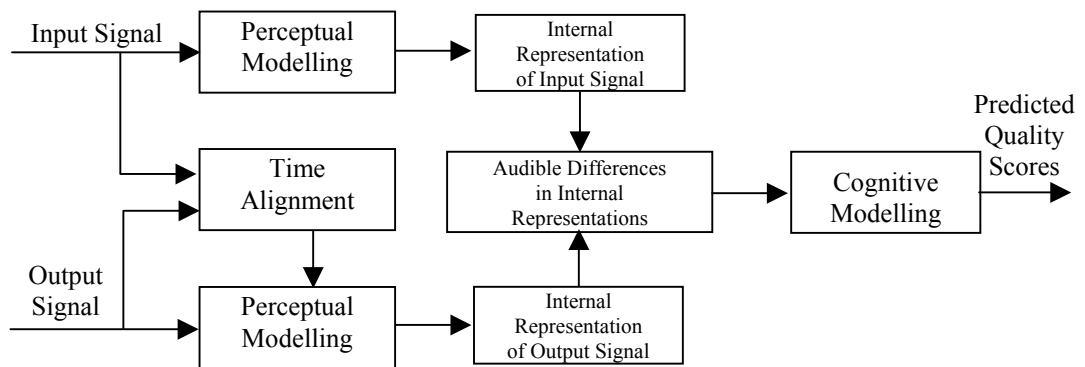 Input Signal
Perceptual
Modelling
Internal
Representation
of Input Signal
Predicted
Quality
Scores
Time
Alignment
Audible Differences
in Internal
Representations
Cognitive
Modelling
Output
Signal
Perceptual
Modelling
Internal
Representation
of Output Signal